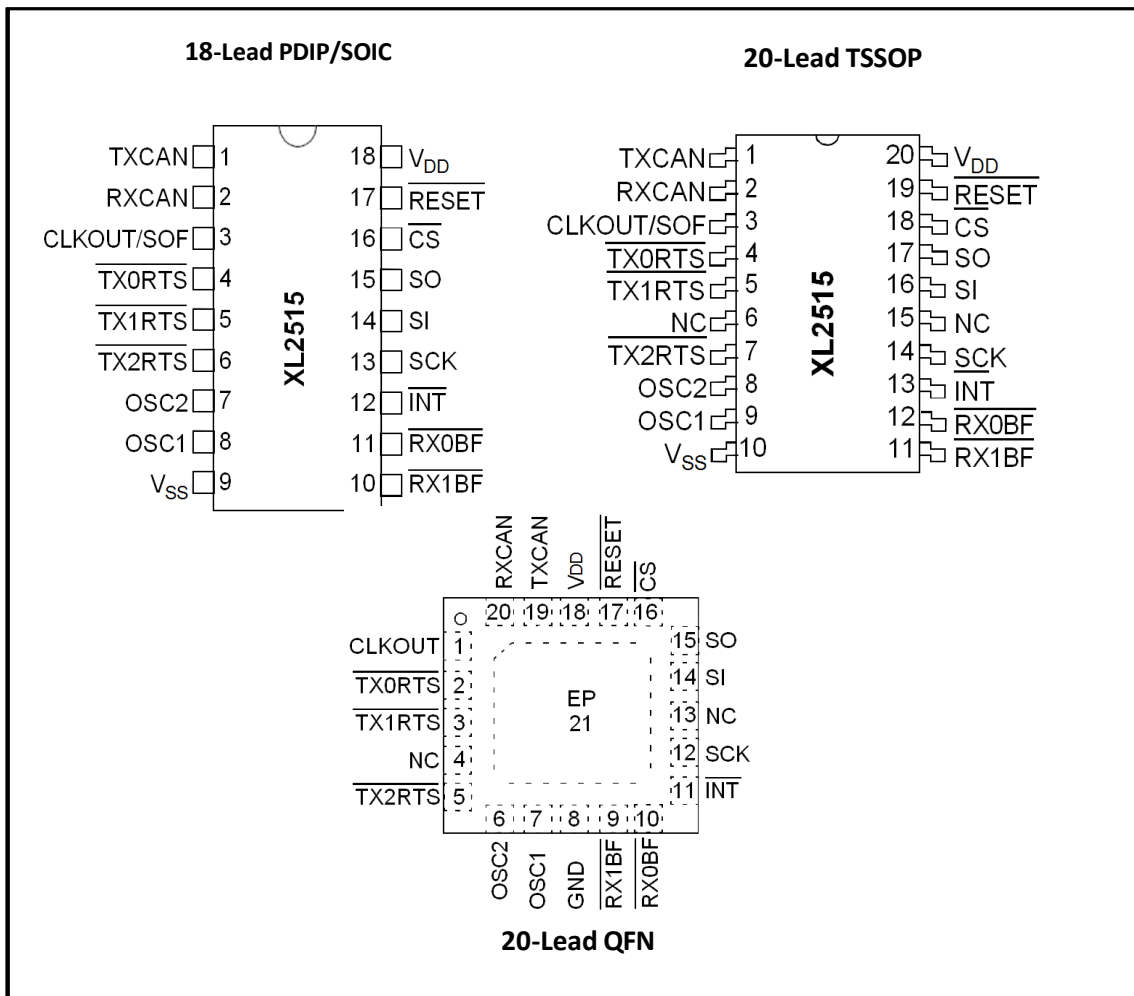 18-Lead PDIP/SOIC
TXCAN 1
RXCAN 2
CLKOUT/SOF 3
TX0RTS 4
TX1RTS 5
TX2RTS 6
OSC2 7
OSC1 8
VSS 9
XL2515
18 VDD
17 RESET
16 CS
15 SO
14 SI
13 SCK
12 INT
11 RX0BF
10 RX1BF
20-Lead TSSOP
TXCAN 1
RXCAN 2
CLKOUT/SOF 3
TX0RTS 4
TX1RTS 5
NC 6
TX2RTS 7
OSC2 8
OSC1 9
VSS 10
XL2515
20 VDD
19 RESET
18 CS
17 SO
16 SI
15 NC
14 SCK
13 INT
12 RX0BF
11 RX1BF
RXCAN TXCAN VDD RESET CS
20 19 18 17 16
CLKOUT 1
TX0RTS 2
TX1RTS 3
NC 4
TX2RTS 5
EP
21
15 SO
14 SI
13 NC
12 SCK
11 INT
6 7 8 9 10
OSC2 OSC1 GND RX1BF RX0BF
20-Lead QFN